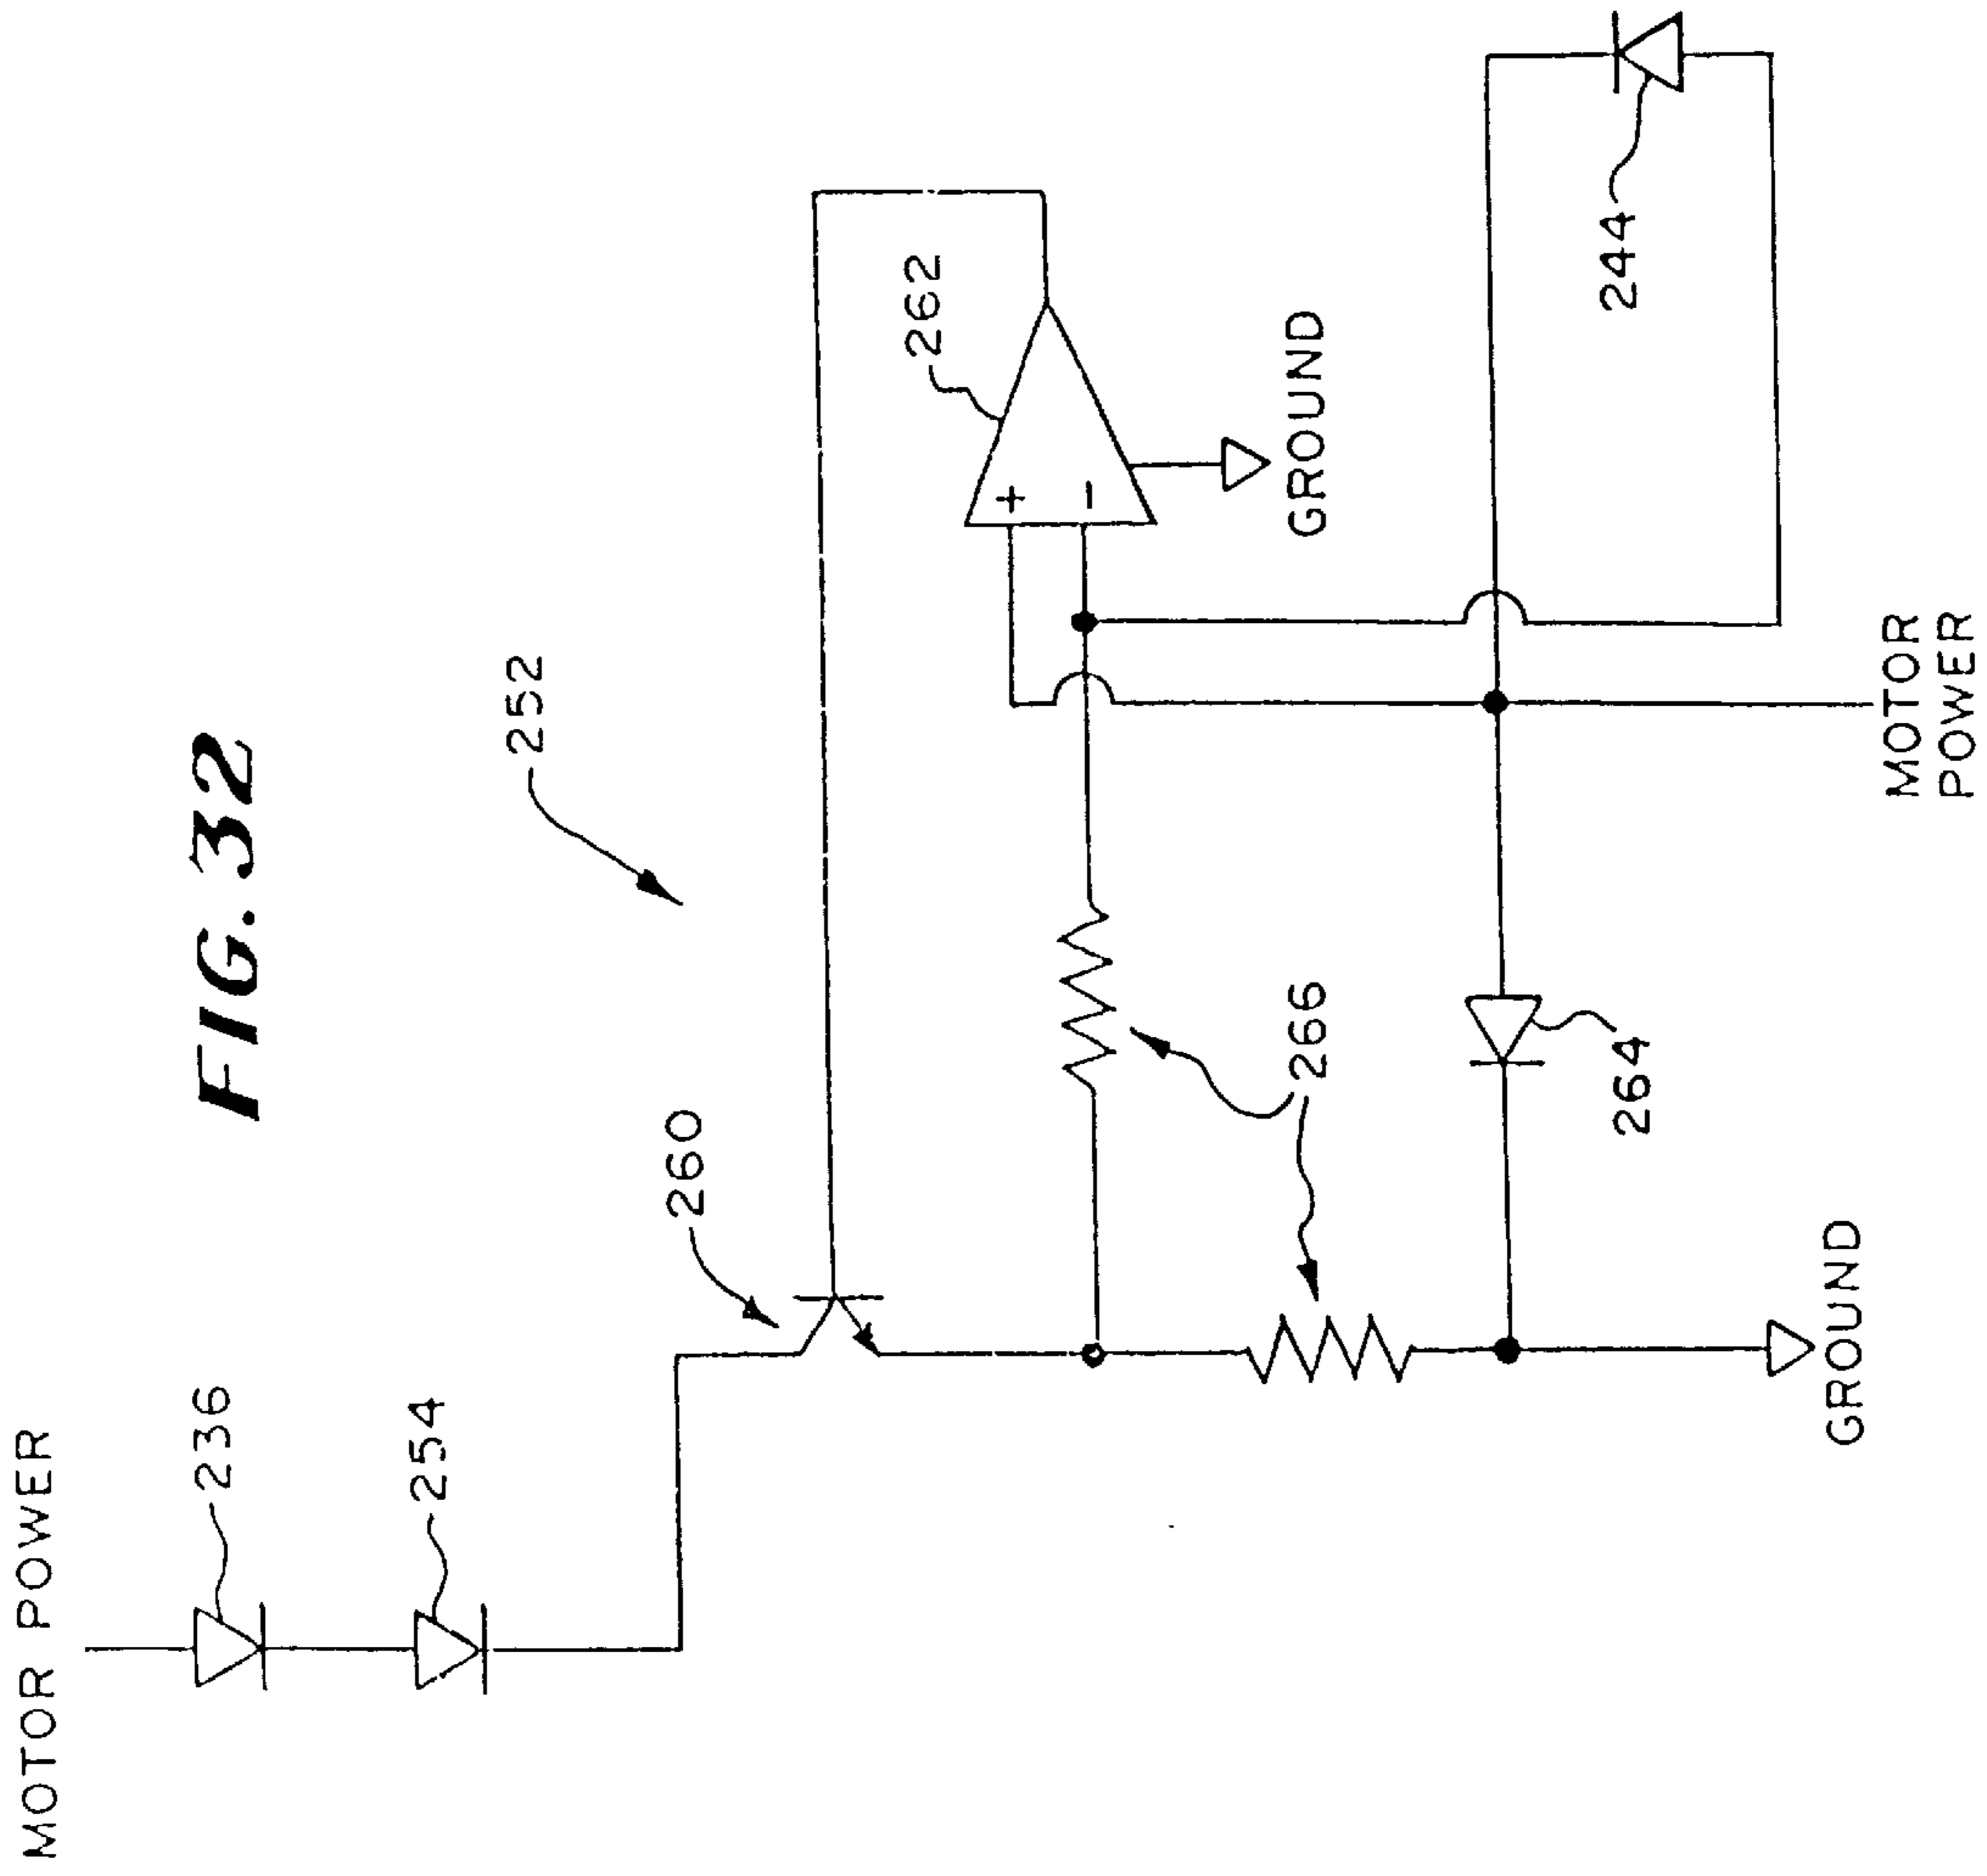 FIG. 32
MOTOR POWER
236
254
260
252
262
GROUND
266
264
244
GROUND
MOTOR
POWER